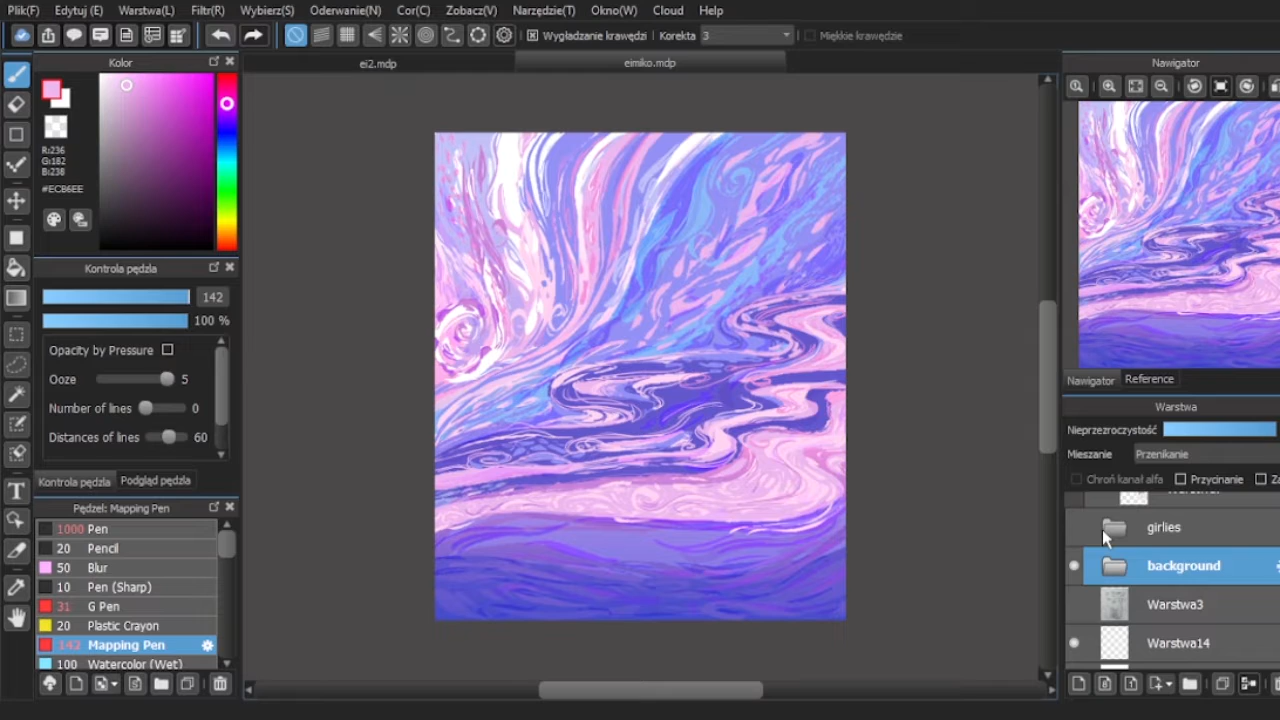 Plik(F) Edytuj (E) Warstwa(L) Filtr(R) Wybierz(S) Oderwanie(N) Cor(C) Zobacz(V) Narzędzie(T) Okno(W) Cloud Help
Wygładzanie krawędzi Korekta 3 Miękkie krawędzie
Kolor
ei2.mdp
eimiko.mdp
Nawigator
R:236
G:182
B:238
#ECB6EE
Kontrola pędzla
142
100 %
Opacity by Pressure
Ooze 5
Number of lines 0
Distances of lines 60
Kontrola pędzla Podgląd pędzla
Pędzel: Mapping Pen
1000 Pen
20 Pencil
50 Blur
10 Pen (Sharp)
31 G Pen
20 Plastic Crayon
142 Mapping Pen
100 Watercolor (Wet)
T
Nawigator Reference
Warstwa
Nieprzezroczystość
Mieszanie Przenikanie
Chroń kanał alfa Przycinanie
girlies
background
Warstwa3
Warstwa14